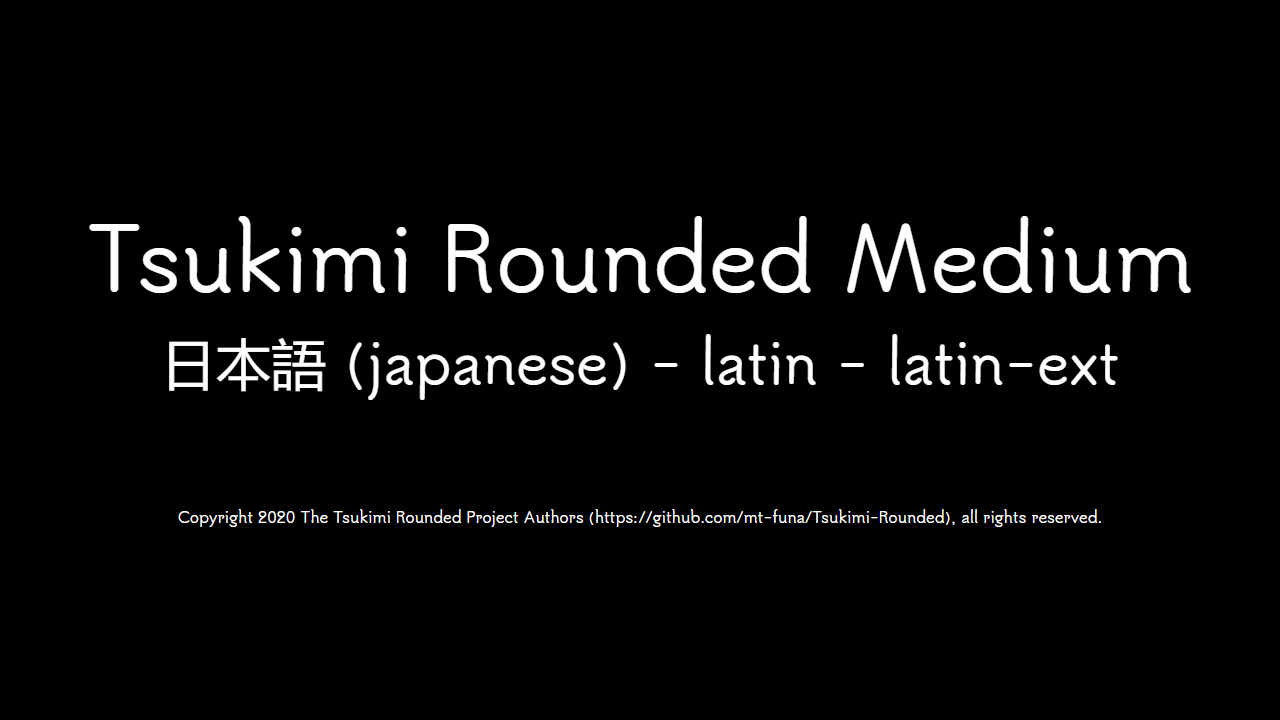 Tsukimi Rounded Medium
日本語 (japanese) - latin - latin-ext
Copyright 2020 The Tsukimi Rounded Project Authors (https://github.com/mt-funa/Tsukimi-Rounded), all rights reserved.